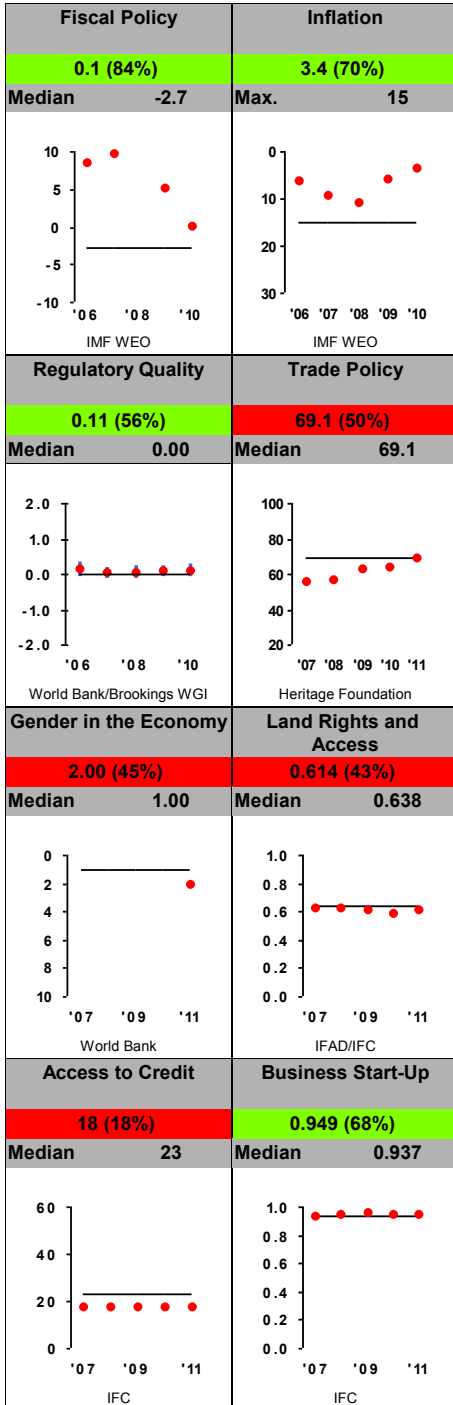 Fiscal Policy
0.1 (84%)
Median -2.7
10
5
0
-5
-10
'06 '08 '10
IMF WEO
Inflation
3.4 (70%)
Max. 15
0
10
20
30
'06 '07 '08 '09 '10
IMF WEO
Regulatory Quality
0.11 (56%)
Median 0.00
2.0
1.0
0.0
-1.0
-2.0
'06 '08 '10
World Bank/Brookings WGI
Trade Policy
69.1 (50%)
Median 69.1
100
80
60
40
20
'07 '08 '09 '10 '11
Heritage Foundation
Gender in the Economy
2.00 (45%)
Median 1.00
0
2
4
6
8
10
'07 '09 '11
World Bank
Land Rights and
Access
0.614 (43%)
Median 0.638
1.0
0.8
0.6
0.4
0.2
0.0
'07 '09 '11
IFAD/IFC
Access to Credit
18 (18%)
Median 23
60
40
20
0
'07 '09 '11
IFC
Business Start-Up
0.949 (68%)
Median 0.937
1.0
0.8
0.6
0.4
0.2
0.0
'07 '09 '11
IFC